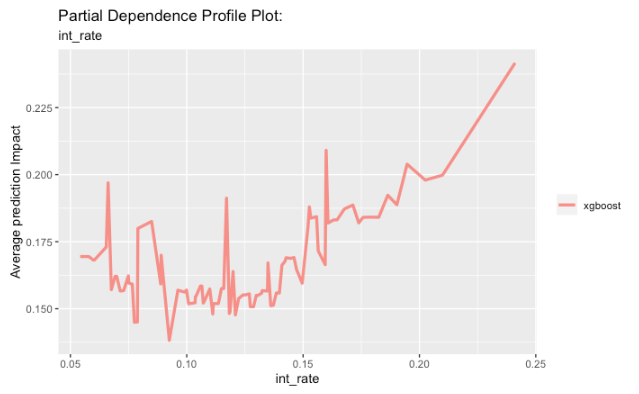 Partial Dependence Profile Plot:
int_rate
Average prediction Impact
0.225
0.200
0.175
0.150
0.05 0.10 0.15 0.20 0.25
int_rate
xgboost